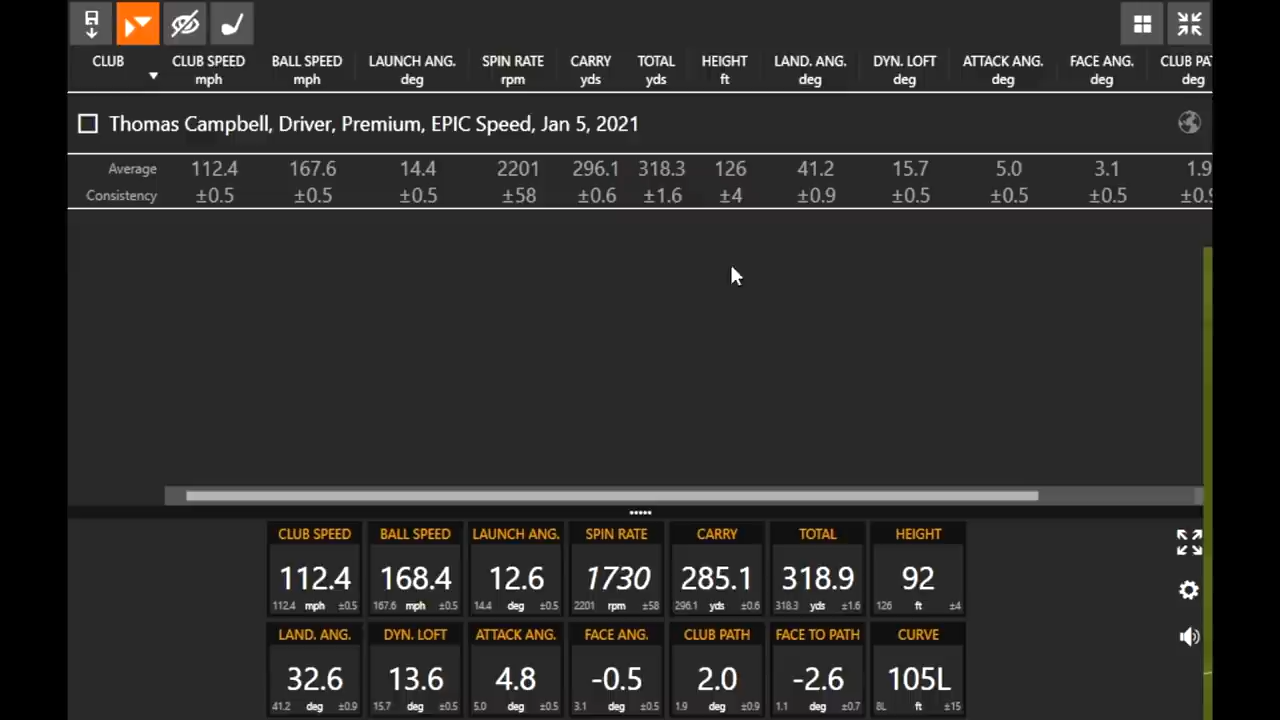 CLUB CLUB SPEED BALL SPEED LAUNCH ANG. SPIN RATE CARRY TOTAL HEIGHT LAND. ANG. DYN. LOFT ATTACK ANG. FACE ANG. CLUB PAT
mph mph deg rpm yds yds ft deg deg deg deg deg
Thomas Campbell, Driver, Premium, EPIC Speed, Jan 5, 2021
Average 112.4 167.6 14.4 2201 296.1 318.3 126 41.2 15.7 5.0 3.1 1.9
Consistency ±0.5 ±0.5 ±0.5 ±58 ±0.6 ±1.6 ±4 ±0.9 ±0.5 ±0.5 ±0.5 ±0.9
CLUB SPEED BALL SPEED LAUNCH ANG. SPIN RATE CARRY TOTAL HEIGHT
112.4 168.4 12.6 1730 285.1 318.9 92
112.4 mph ±0.5 167.6 mph ±0.5 14.4 deg ±0.5 2201 rpm ±58 296.1 yds ±0.6 318.3 yds ±1.6 126 ft ±4
LAND. ANG. DYN. LOFT ATTACK ANG. FACE ANG. CLUB PATH FACE TO PATH CURVE
32.6 13.6 4.8 -0.5 2.0 -2.6 105L
41.2 deg ±0.9 15.7 deg ±0.5 5.0 deg ±0.5 3.1 deg ±0.5 1.9 deg ±0.9 1.1 deg ±0.7 8L ft ±15